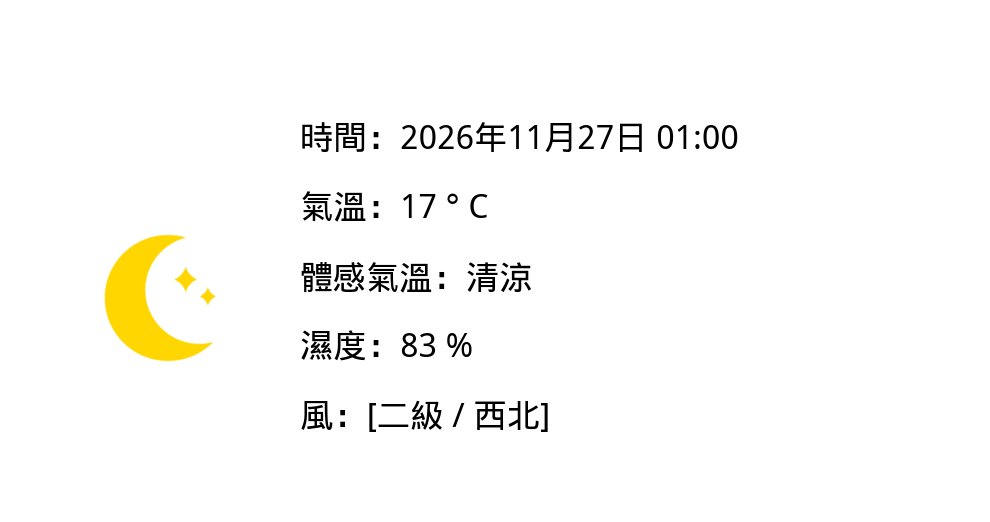 時間：2026年11月27日 01:00
氣溫：17 ° C
體感氣溫：清涼
濕度：83 %
風：[二級 / 西北]